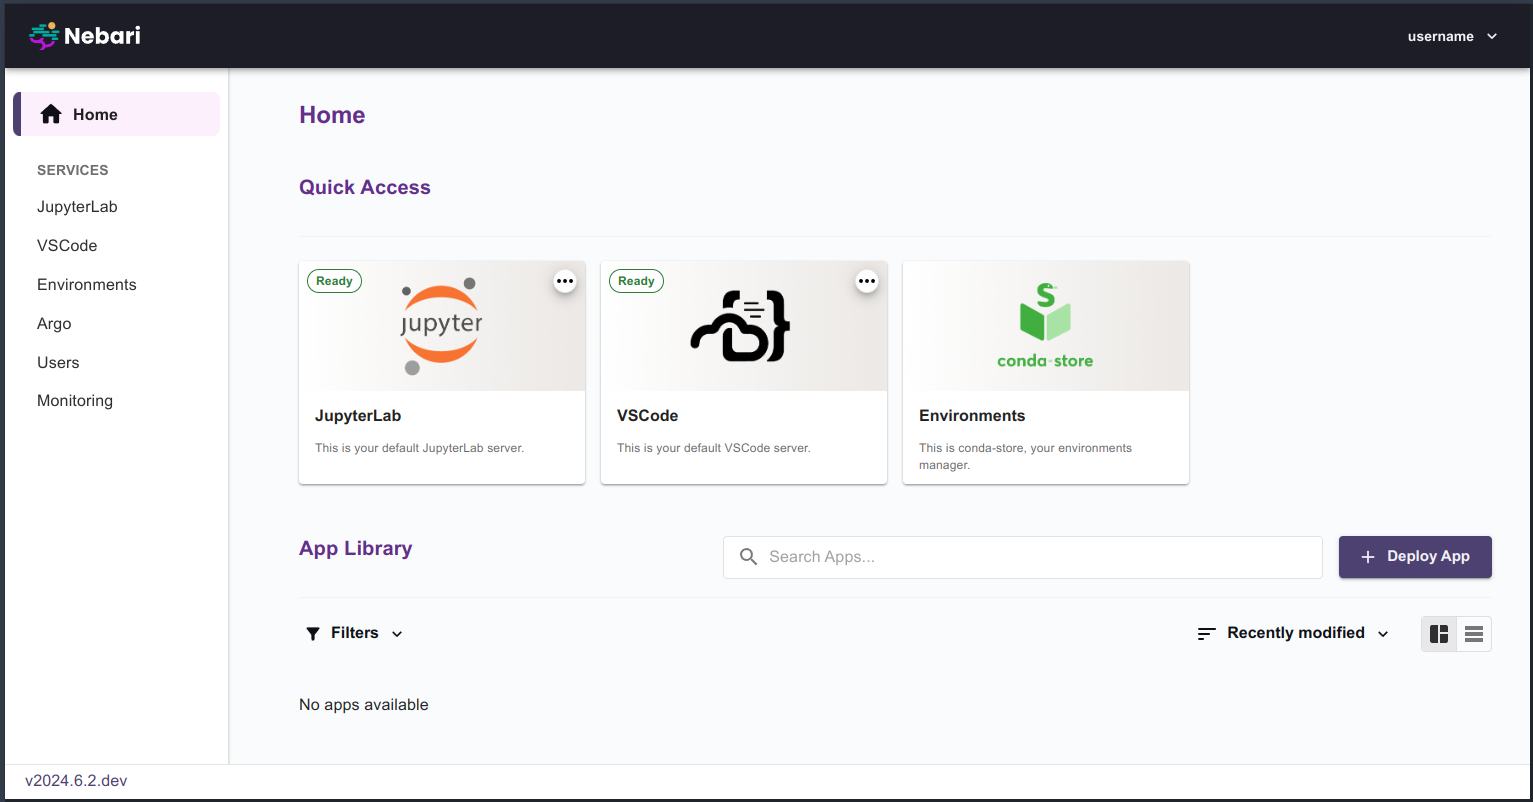 Nebari
username
Home
SERVICES
JupyterLab
VSCode
Environments
Argo
Users
Monitoring
Home
Quick Access
Ready
jupyter
JupyterLab
This is your default JupyterLab server.
Ready
VSCode
This is your default VSCode server.
conda-store
Environments
This is conda-store, your environments
manager.
App Library
Search Apps...
Deploy App
Filters
Recently modified
No apps available
v2024.6.2.dev